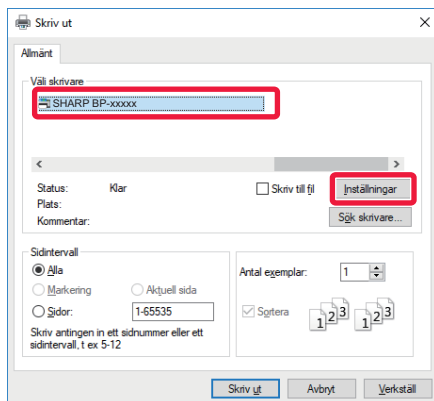 Skriv ut
Allmänt
Välj skrivare
SHARP BP-xxxxx
Status: Klar
Skriv till fil
Inställningar
Plats:
Kommentar:
Sök skrivare...
Sidintervall
Alla
Markering
Aktuell sida
Sidor: 1-65535
Skriv antingen in ett sidnummer eller ett
sidintervall, t ex 5-12
Antal exemplar: 1
Sortera
1 2 3 1 2 3
Skriv ut Avbryt Verkställ